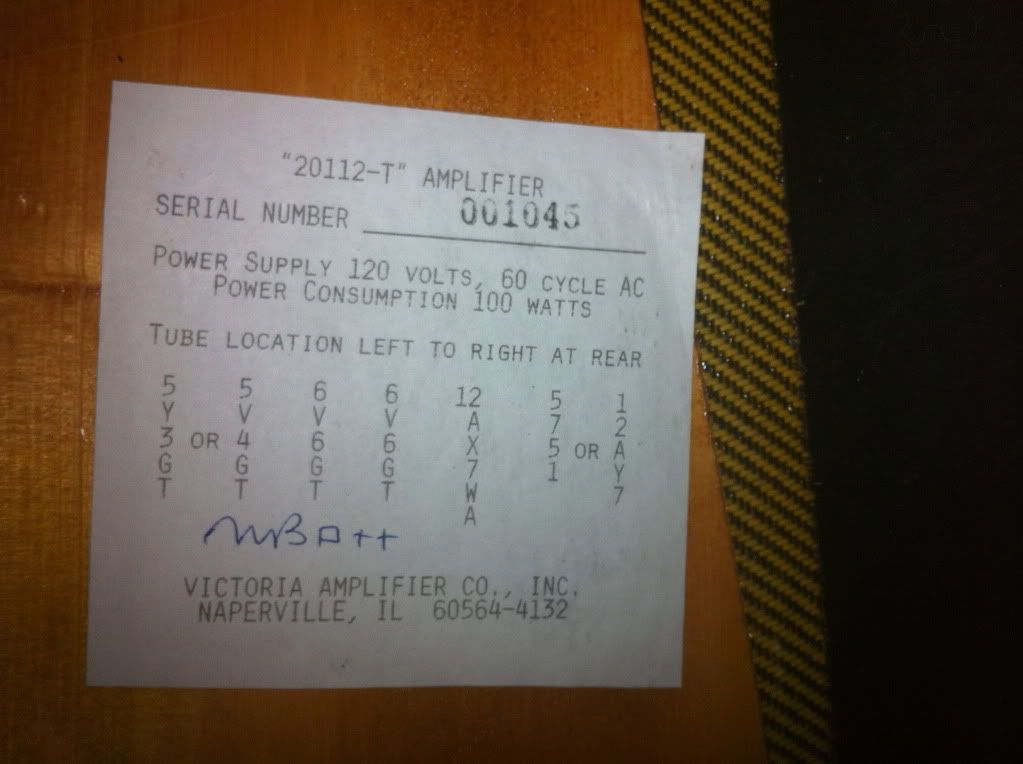 "20112-T" AMPLIFIER
SERIAL NUMBER 001045
POWER SUPPLY 120 VOLTS, 60 CYCLE AC
POWER CONSUMPTION 100 WATTS
TUBE LOCATION LEFT TO RIGHT AT REAR
5Y3GT OR 5V4GT 6V6GT 6V6GT 12AX7WA 5751 OR 12AY7
VICTORIA AMPLIFIER CO., INC.
NAPERVILLE, IL 60564-4132